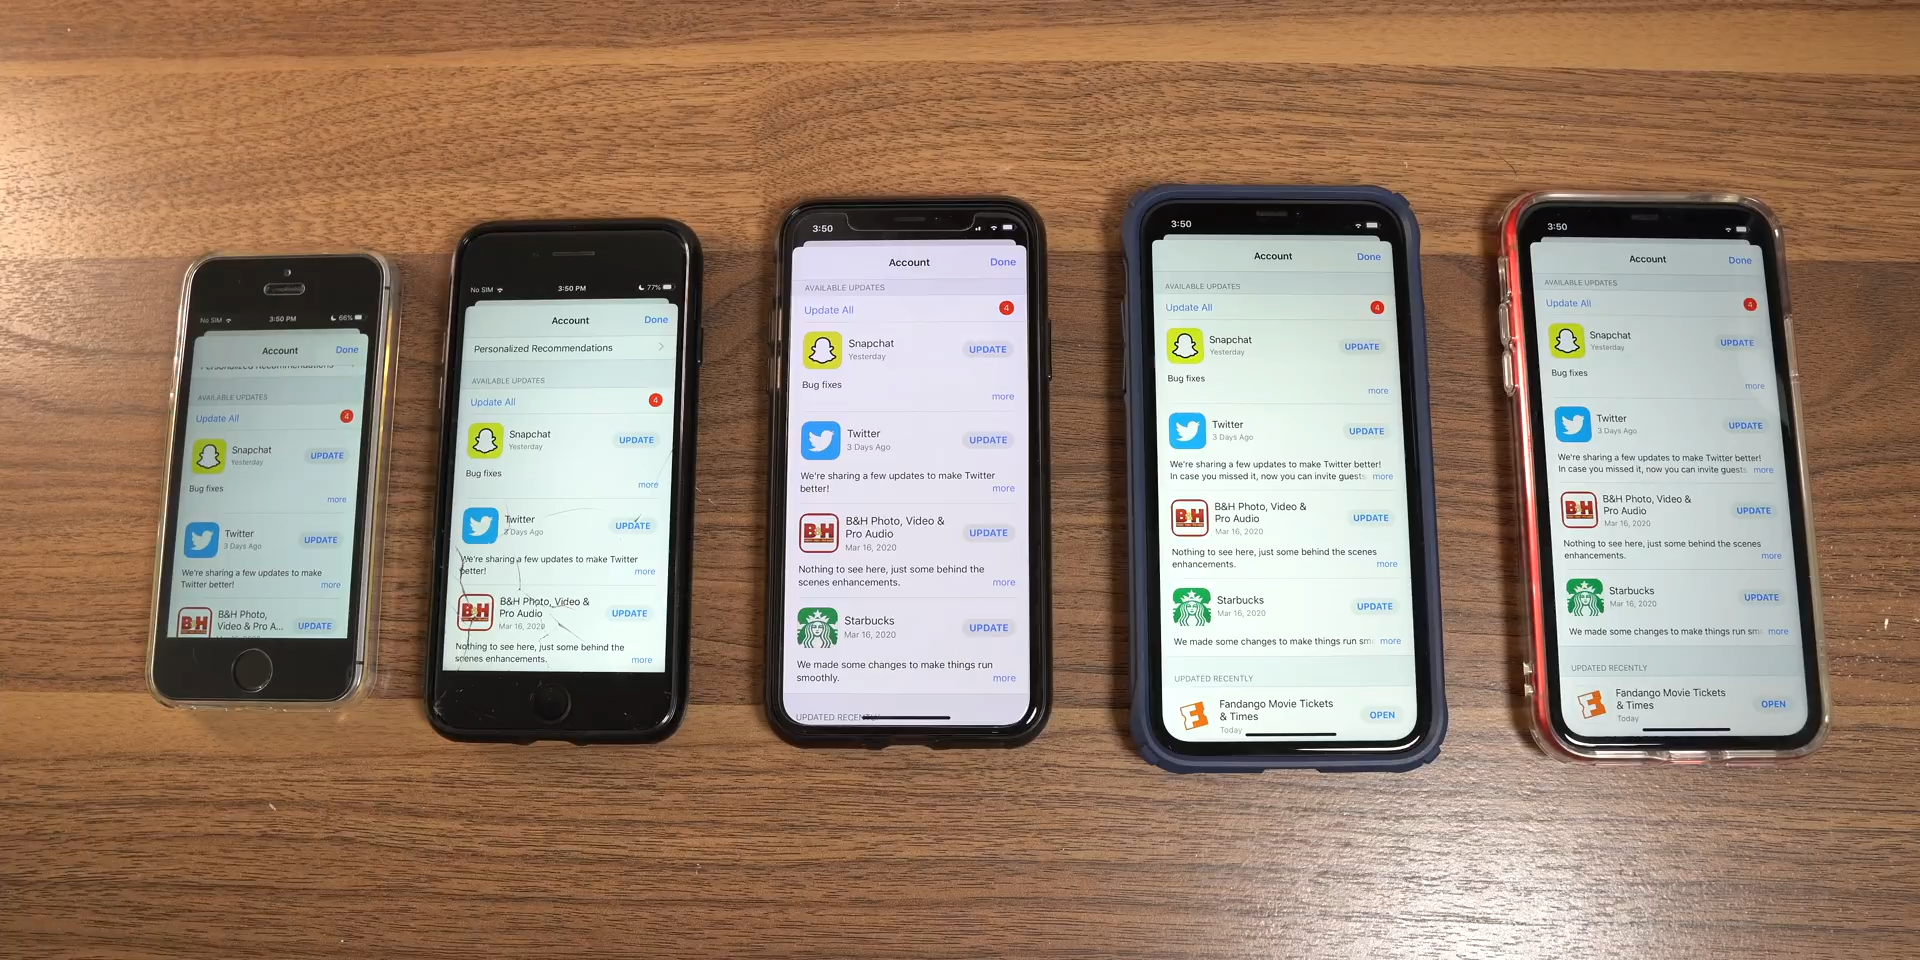 No SIM
3:50 PM
66%
Account
Done
Personalized Recommendations
AVAILABLE UPDATES
Update All
4
Snapchat
Yesterday
UPDATE
Bug fixes
more
Twitter
3 Days Ago
UPDATE
We're sharing a few updates to make
Twitter better!
more
B&H
B&H Photo,
Video & Pro A...
UPDATE
No SIM
3:50 PM
77%
Account
Done
Personalized Recommendations
AVAILABLE UPDATES
Update All
4
Snapchat
Yesterday
UPDATE
Bug fixes
more
Twitter
3 Days Ago
UPDATE
We're sharing a few updates to make Twitter
better!
more
B&H
B&H Photo, Video &
Pro Audio
Mar 16, 2020
UPDATE
Nothing to see here, just some behind the
scenes enhancements.
more
3:50
Account
Done
AVAILABLE UPDATES
Update All
4
Snapchat
Yesterday
UPDATE
Bug fixes
more
Twitter
3 Days Ago
UPDATE
We're sharing a few updates to make Twitter
better!
more
B&H
B&H Photo, Video &
Pro Audio
Mar 16, 2020
UPDATE
Nothing to see here, just some behind the
scenes enhancements.
more
Starbucks
Mar 16, 2020
UPDATE
We made some changes to make things run
smoothly.
more
UPDATED RECENTLY
3:50
Account
Done
AVAILABLE UPDATES
Update All
4
Snapchat
Yesterday
UPDATE
Bug fixes
more
Twitter
3 Days Ago
UPDATE
We're sharing a few updates to make Twitter better!
In case you missed it, now you can invite guests
more
B&H
B&H Photo, Video &
Pro Audio
Mar 16, 2020
UPDATE
Nothing to see here, just some behind the scenes
enhancements.
more
Starbucks
Mar 16, 2020
UPDATE
We made some changes to make things run sm
more
UPDATED RECENTLY
Fandango Movie Tickets
& Times
Today
OPEN
3:50
Account
Done
AVAILABLE UPDATES
Update All
4
Snapchat
Yesterday
UPDATE
Bug fixes
more
Twitter
3 Days Ago
UPDATE
We're sharing a few updates to make Twitter better!
In case you missed it, now you can invite guests
more
B&H
B&H Photo, Video &
Pro Audio
Mar 16, 2020
UPDATE
Nothing to see here, just some behind the scenes
enhancements.
more
Starbucks
Mar 16, 2020
UPDATE
We made some changes to make things run sm
more
UPDATED RECENTLY
Fandango Movie Tickets
& Times
Today
OPEN